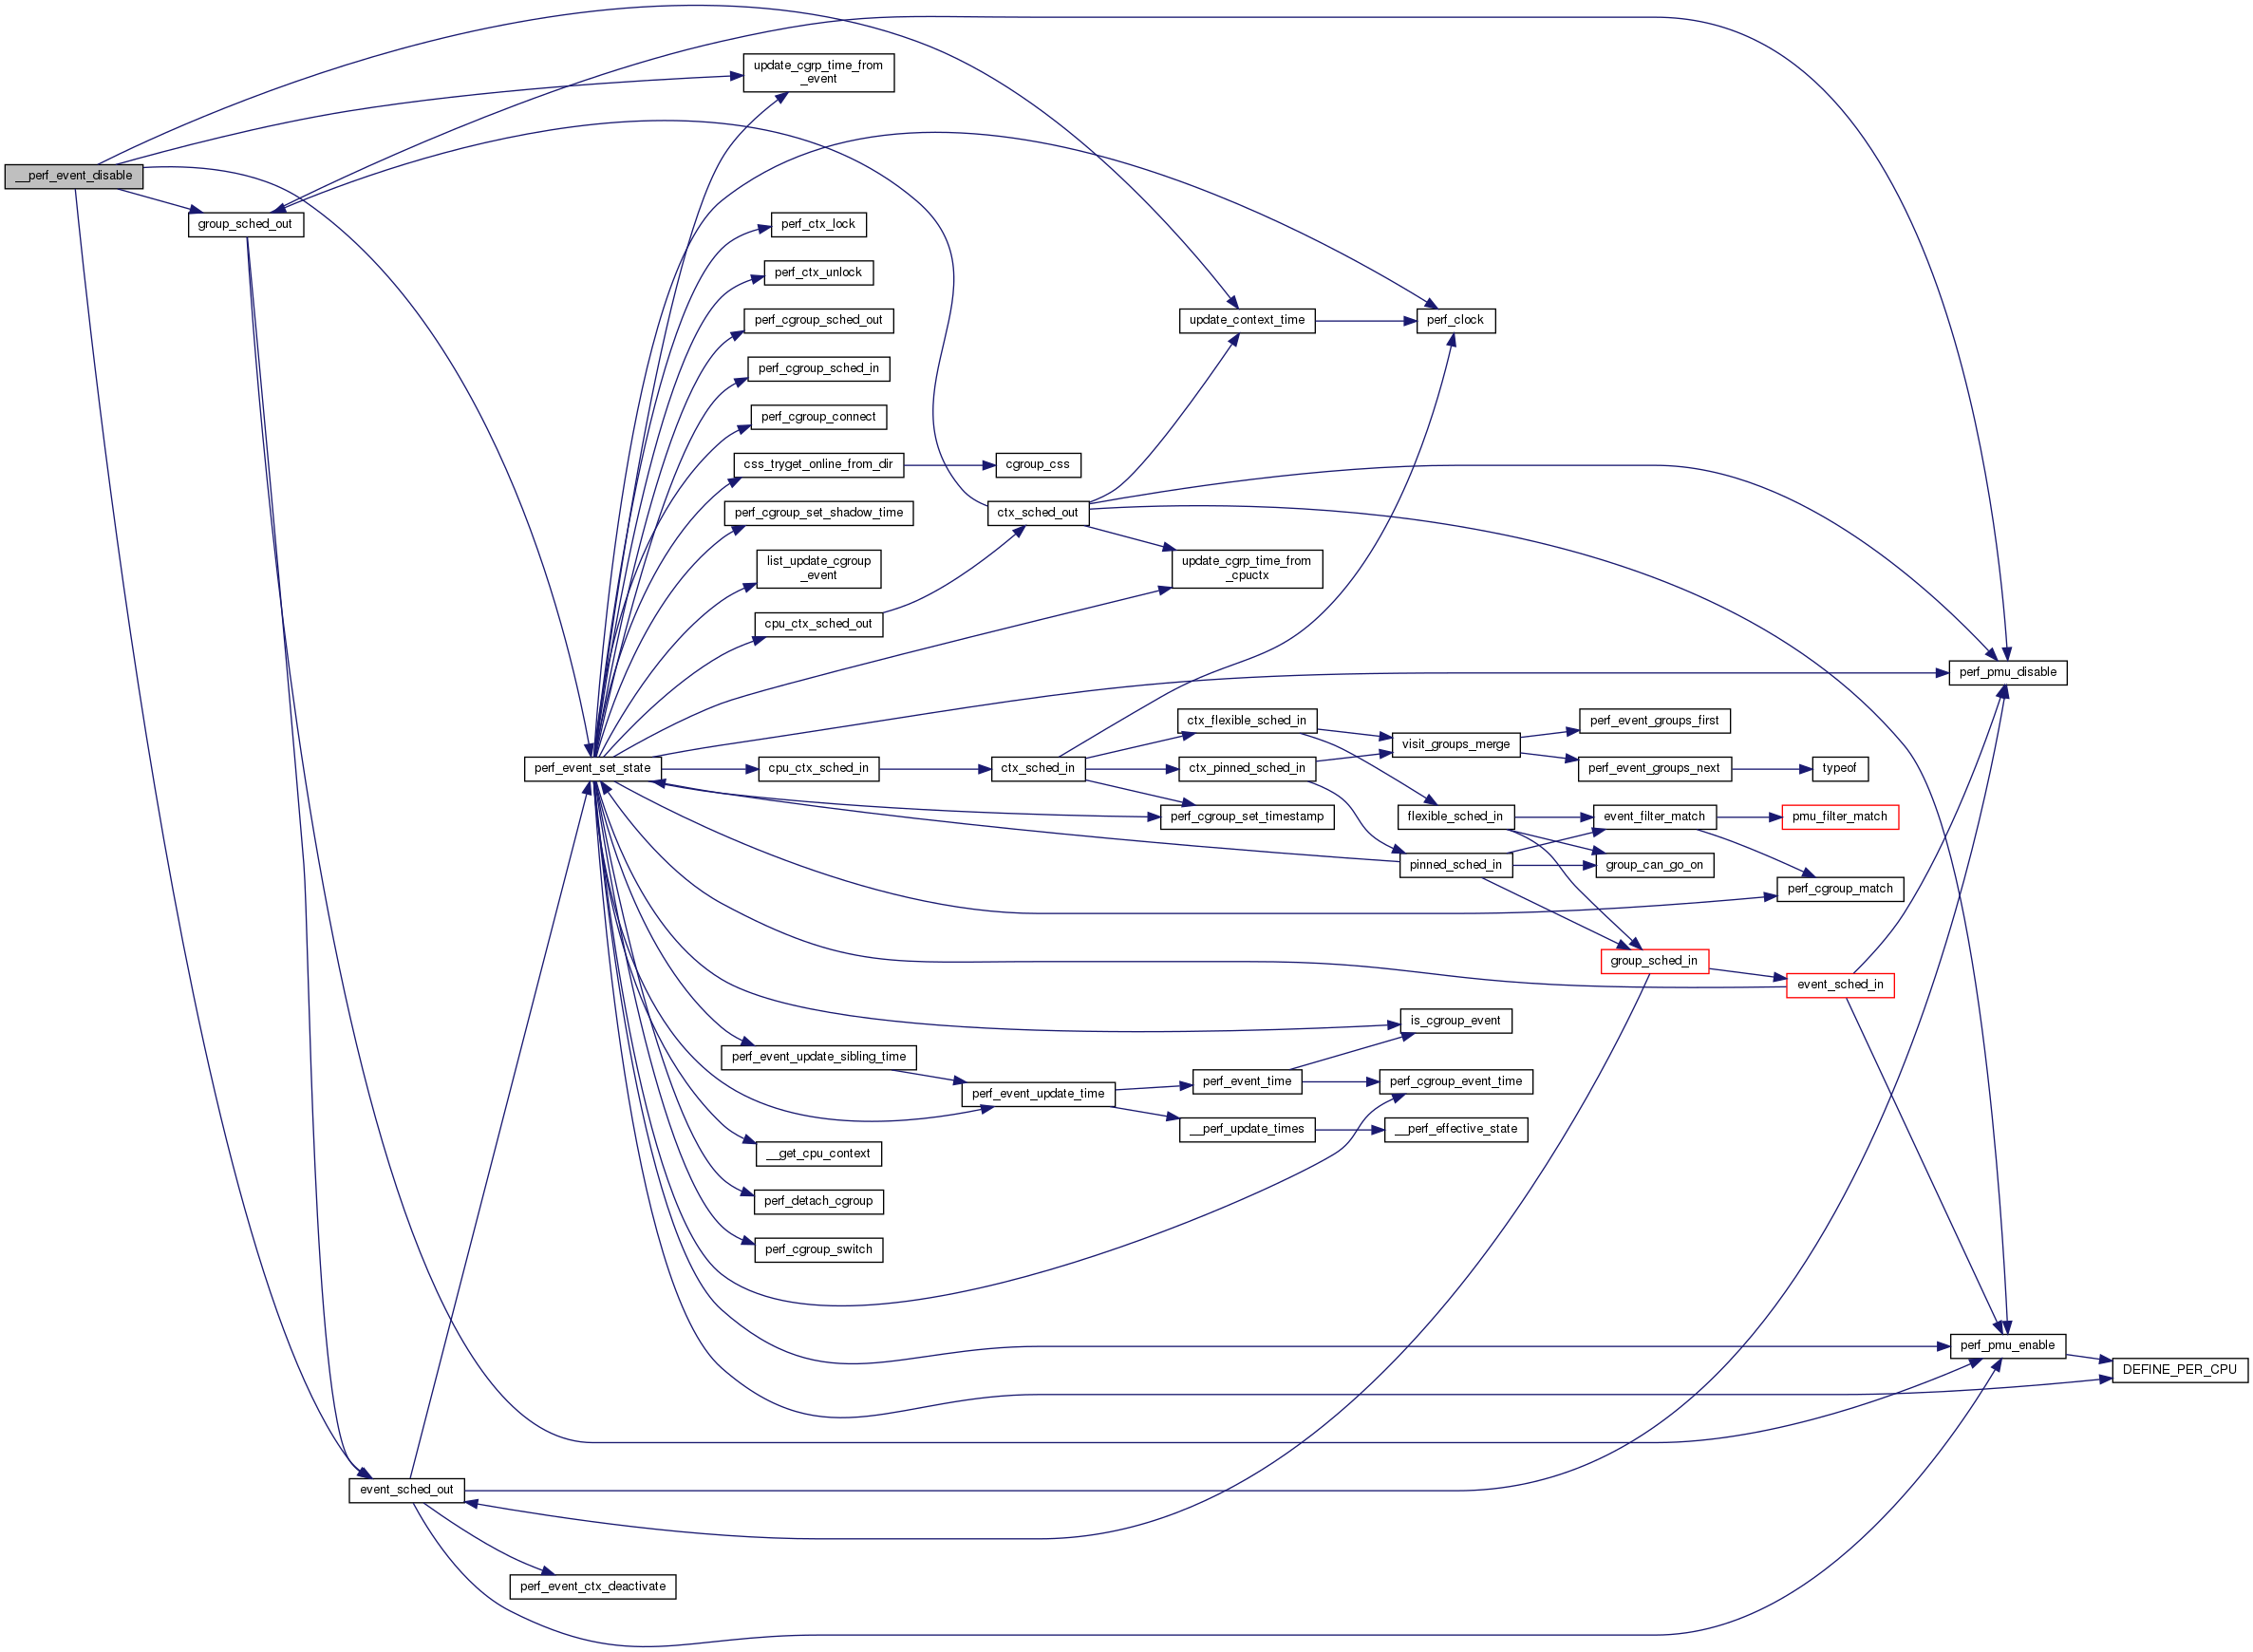 __perf_event_disable
group_sched_out
update_cgrp_time_from
_event
perf_ctx_lock
perf_ctx_unlock
perf_cgroup_sched_out
perf_cgroup_sched_in
perf_cgroup_connect
css_tryget_online_from_dir
cgroup_css
perf_cgroup_set_shadow_time
list_update_cgroup
_event
cpu_ctx_sched_out
ctx_sched_out
update_context_time
perf_clock
update_cgrp_time_from
_cpuctx
perf_pmu_disable
perf_event_set_state
cpu_ctx_sched_in
ctx_sched_in
ctx_flexible_sched_in
ctx_pinned_sched_in
perf_cgroup_set_timestamp
visit_groups_merge
perf_event_groups_first
perf_event_groups_next
typeof
flexible_sched_in
pinned_sched_in
event_filter_match
pmu_filter_match
group_can_go_on
perf_cgroup_match
group_sched_in
event_sched_in
is_cgroup_event
perf_event_update_sibling_time
perf_event_update_time
perf_event_time
perf_cgroup_event_time
__perf_update_times
__perf_effective_state
__get_cpu_context
perf_detach_cgroup
perf_cgroup_switch
perf_pmu_enable
DEFINE_PER_CPU
event_sched_out
perf_event_ctx_deactivate